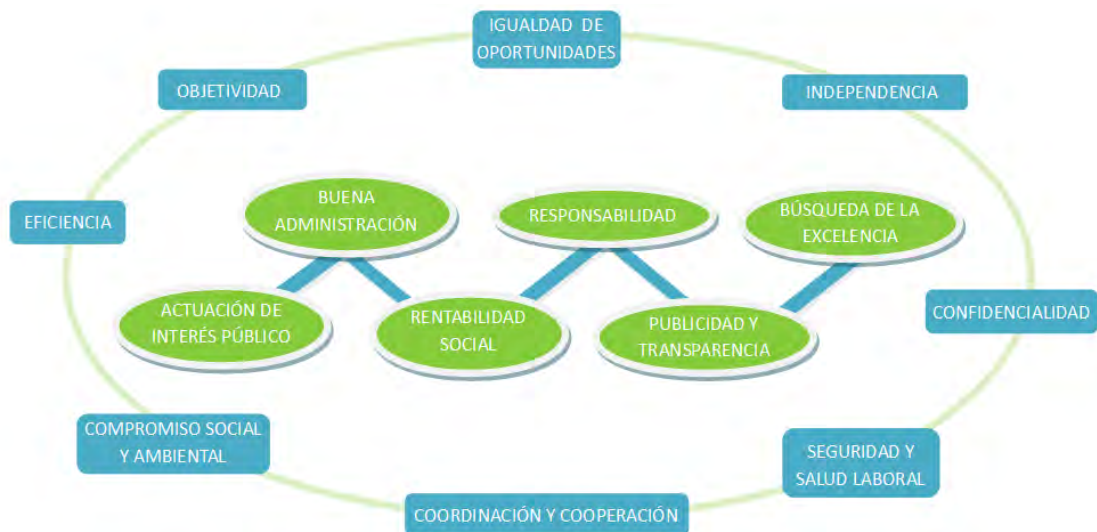 IGUALDAD DE
OPORTUNIDADES
OBJETIVIDAD
INDEPENDENCIA
EFICIENCIA
BUENA
ADMINISTRACIÓN
RESPONSABILIDAD
BÚSQUEDA DE LA
EXCELENCIA
ACTUACIÓN DE
INTERÉS PÚBLICO
RENTABILIDAD
SOCIAL
PUBLICIDAD Y
TRANSPARENCIA
CONFIDENCIALIDAD
COMPROMISO SOCIAL
Y AMBIENTAL
SEGURIDAD Y
SALUD LABORAL
COORDINACIÓN Y COOPERACIÓN